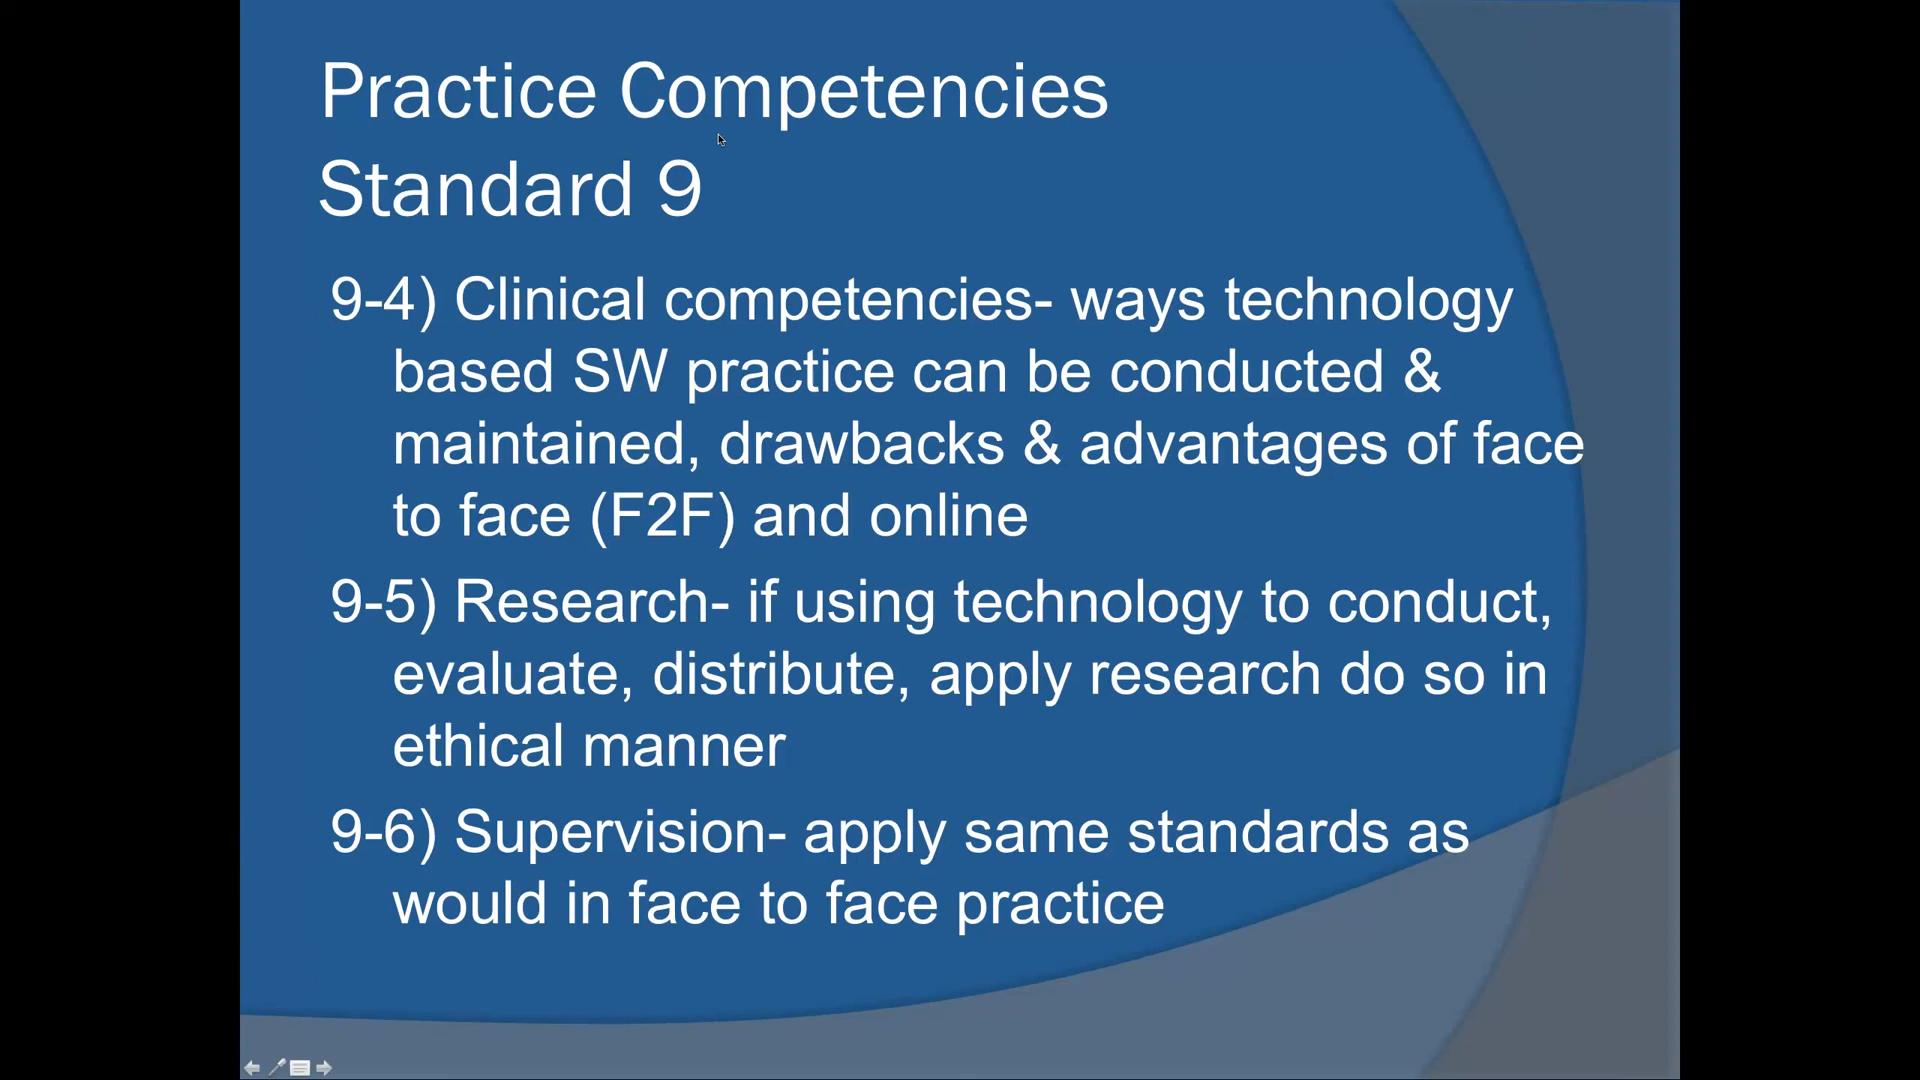 Practice Competencies
Standard 9
9-4) Clinical competencies- ways technology
based SW practice can be conducted &
maintained, drawbacks & advantages of face
to face (F2F) and online
9-5) Research- if using technology to conduct,
evaluate, distribute, apply research do so in
ethical manner
9-6) Supervision- apply same standards as
would in face to face practice